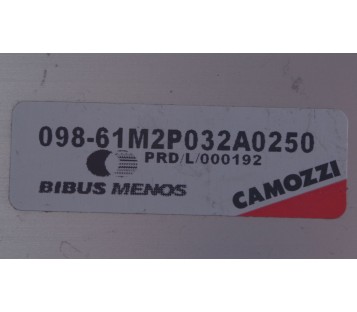 098-61M2P032A0250
PRD/L/000192
BIBUS MENOS
CAMOZZI